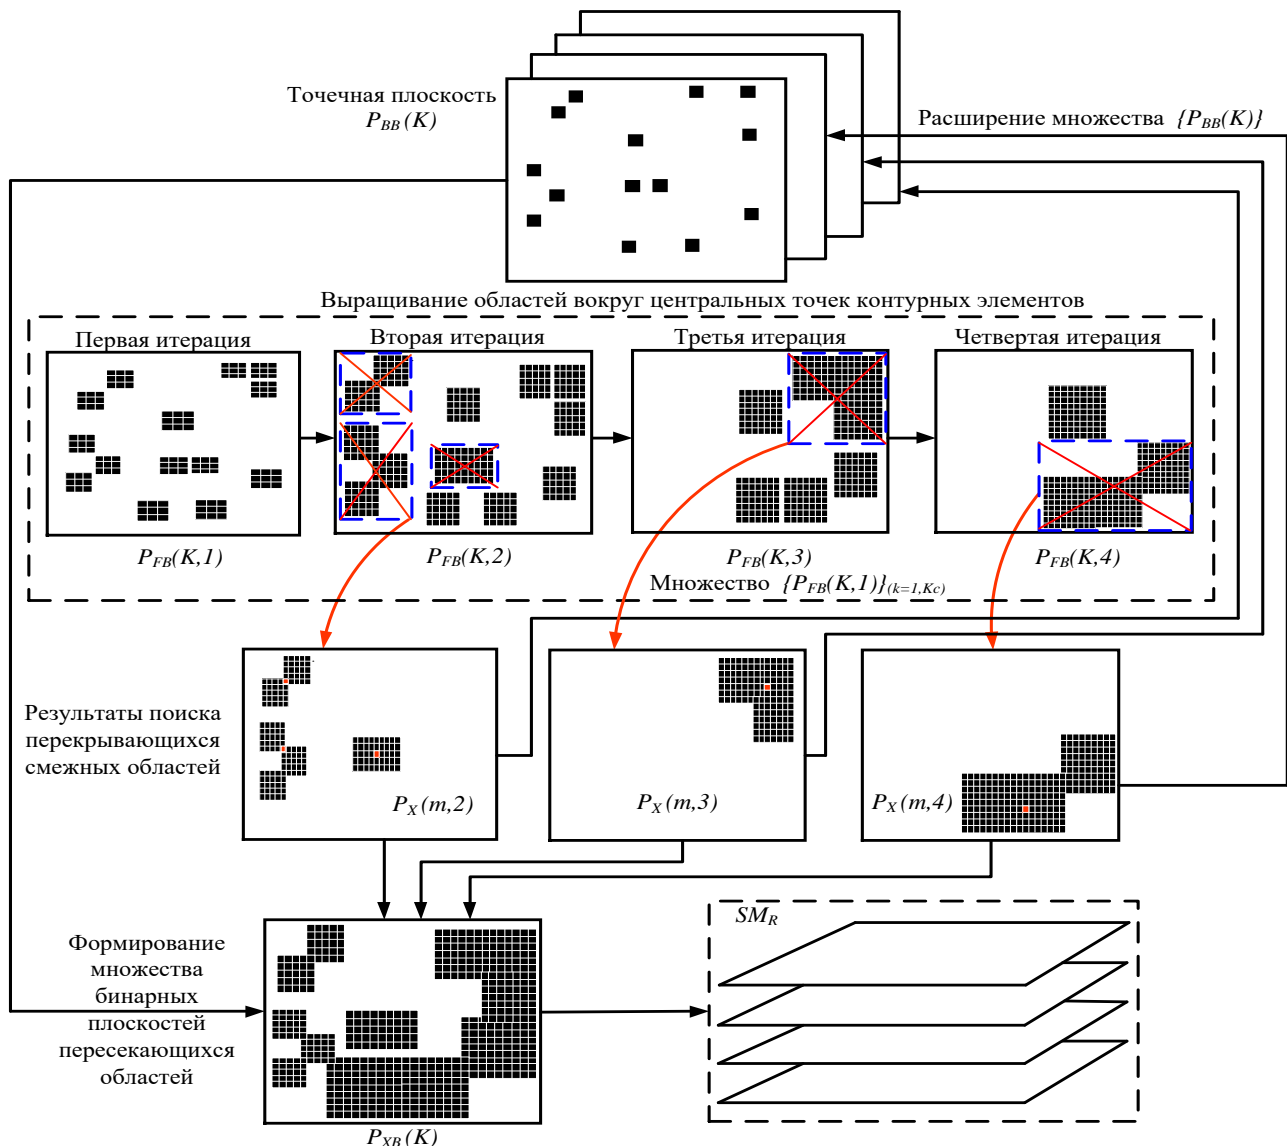 Точечная плоскость
P_BB(K)
Расширение множества {P_BB(K)}
Выращивание областей вокруг центральных точек контурных элементов
Первая итерация
Вторая итерация
Третья итерация
Четвертая итерация
P_FB(K,1)
P_FB(K,2)
P_FB(K,3)
P_FB(K,4)
Множество {P_FB(K,1)}_(k=1,Kc)
Результаты поиска
перекрывающихся
смежных областей
P_X(m,2)
P_X(m,3)
P_X(m,4)
Формирование
множества
бинарных
плоскостей
пересекающихся
областей
P_XB(K)
SM_R